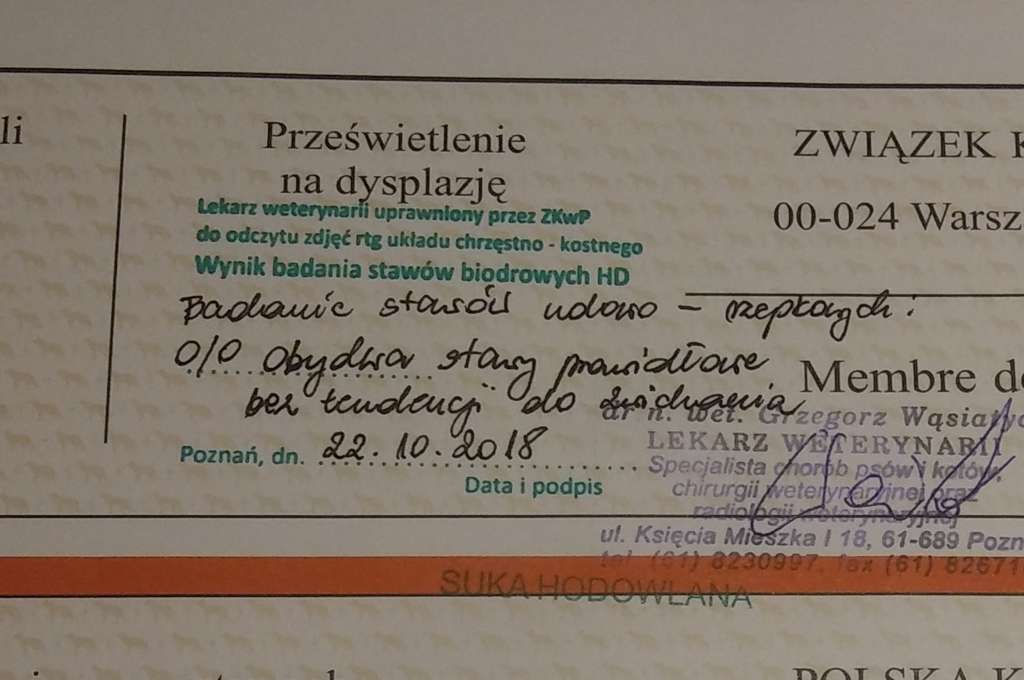 li
Prześwietlenie
na dysplazję
ZWIĄZEK K
00-024 Warsz
Lekarz weterynarii uprawniony przez ZKwP
do odczytu zdjęć rtg układu chrzęstno - kostnego
Wynik badania stawów biodrowych HD
Badanie stawów udowo - rzepkowych:
0/0 Obydwa stawy prawidłowe
bez tendencji do zwichania
Membre d
dr n. wet. Grzegorz Wąsiatyc
LEKARZ WETERYNARII
Poznań, dn. 22.10.2018
Data i podpis
Specjalista chorób psów i kotów,
chirurgii weterynaryjnej oraz
radiologii weterynaryjnej
ul. Księcia Mieszka I 18, 61-689 Pozn
tel. (61) 8230997, fax (61) 82671
SUKA HODOWLANA
POLSKA K